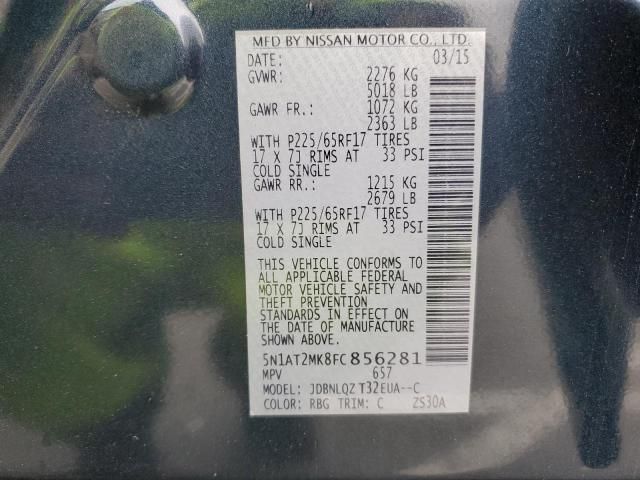 MFD BY NISSAN MOTOR CO., LTD.
DATE: 03/15
GVWR: 2276 KG
5018 LB
GAWR FR.: 1072 KG
2363 LB
WITH P225/65RF17 TIRES
17 X 7J RIMS AT 33 PSI
COLD SINGLE
GAWR RR.: 1215 KG
2679 LB
WITH P225/65RF17 TIRES
17 X 7J RIMS AT 33 PSI
COLD SINGLE
THIS VEHICLE CONFORMS TO
ALL APPLICABLE FEDERAL
MOTOR VEHICLE SAFETY AND
THEFT PREVENTION
STANDARDS IN EFFECT ON
THE DATE OF MANUFACTURE
SHOWN ABOVE.
5N1AT2MK8FC856281
MPV 657
MODEL: JDBNLQZ T32EUA--C
COLOR: RBG TRIM: C ZS30A